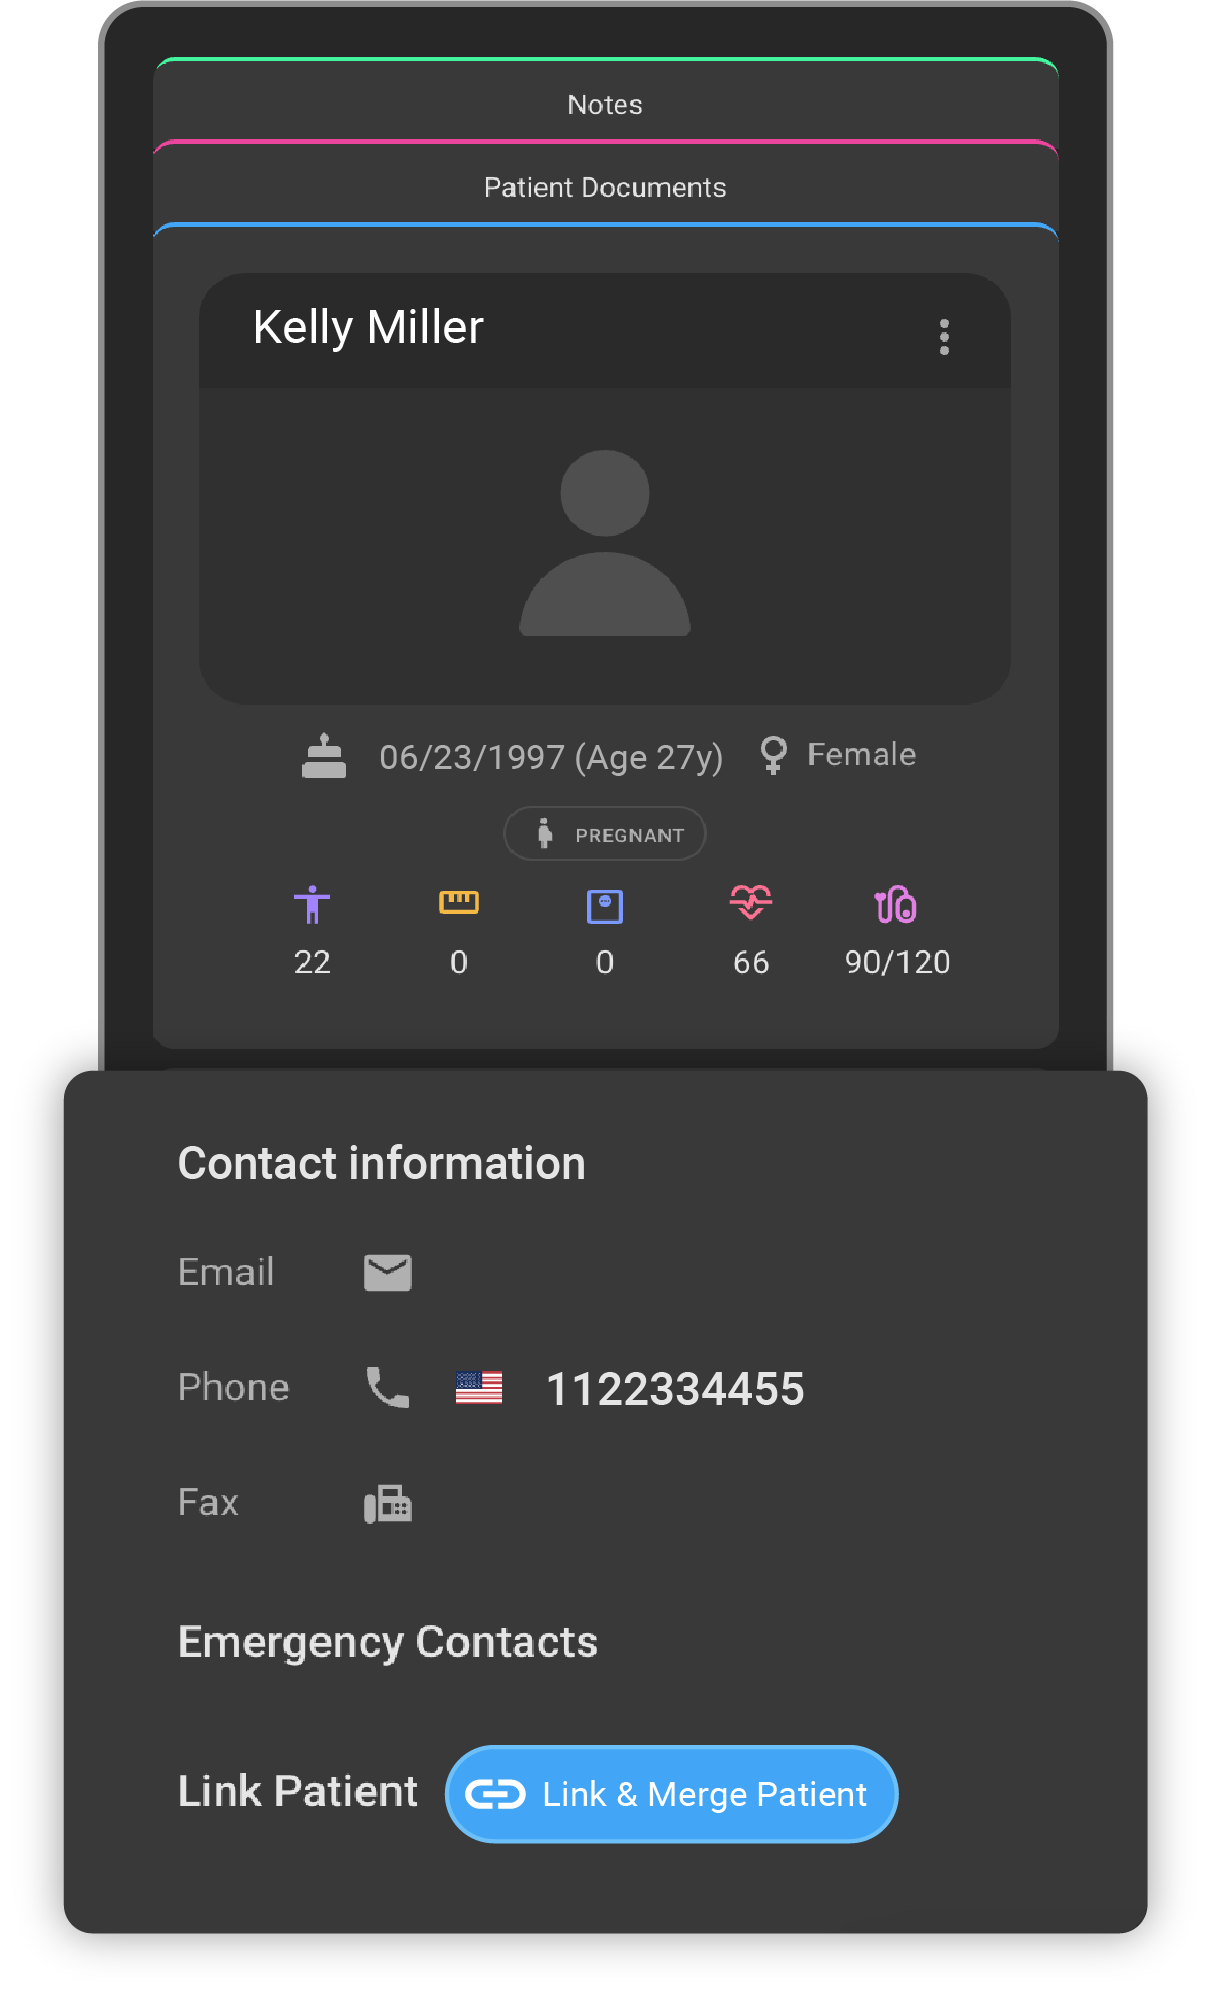 Notes
Patient Documents
Kelly Miller
06/23/1997 (Age 27y) Female
PREGNANT
22 0 0 66 90/120
Contact information
Email
Phone 1122334455
Fax
Emergency Contacts
Link Patient Link & Merge Patient